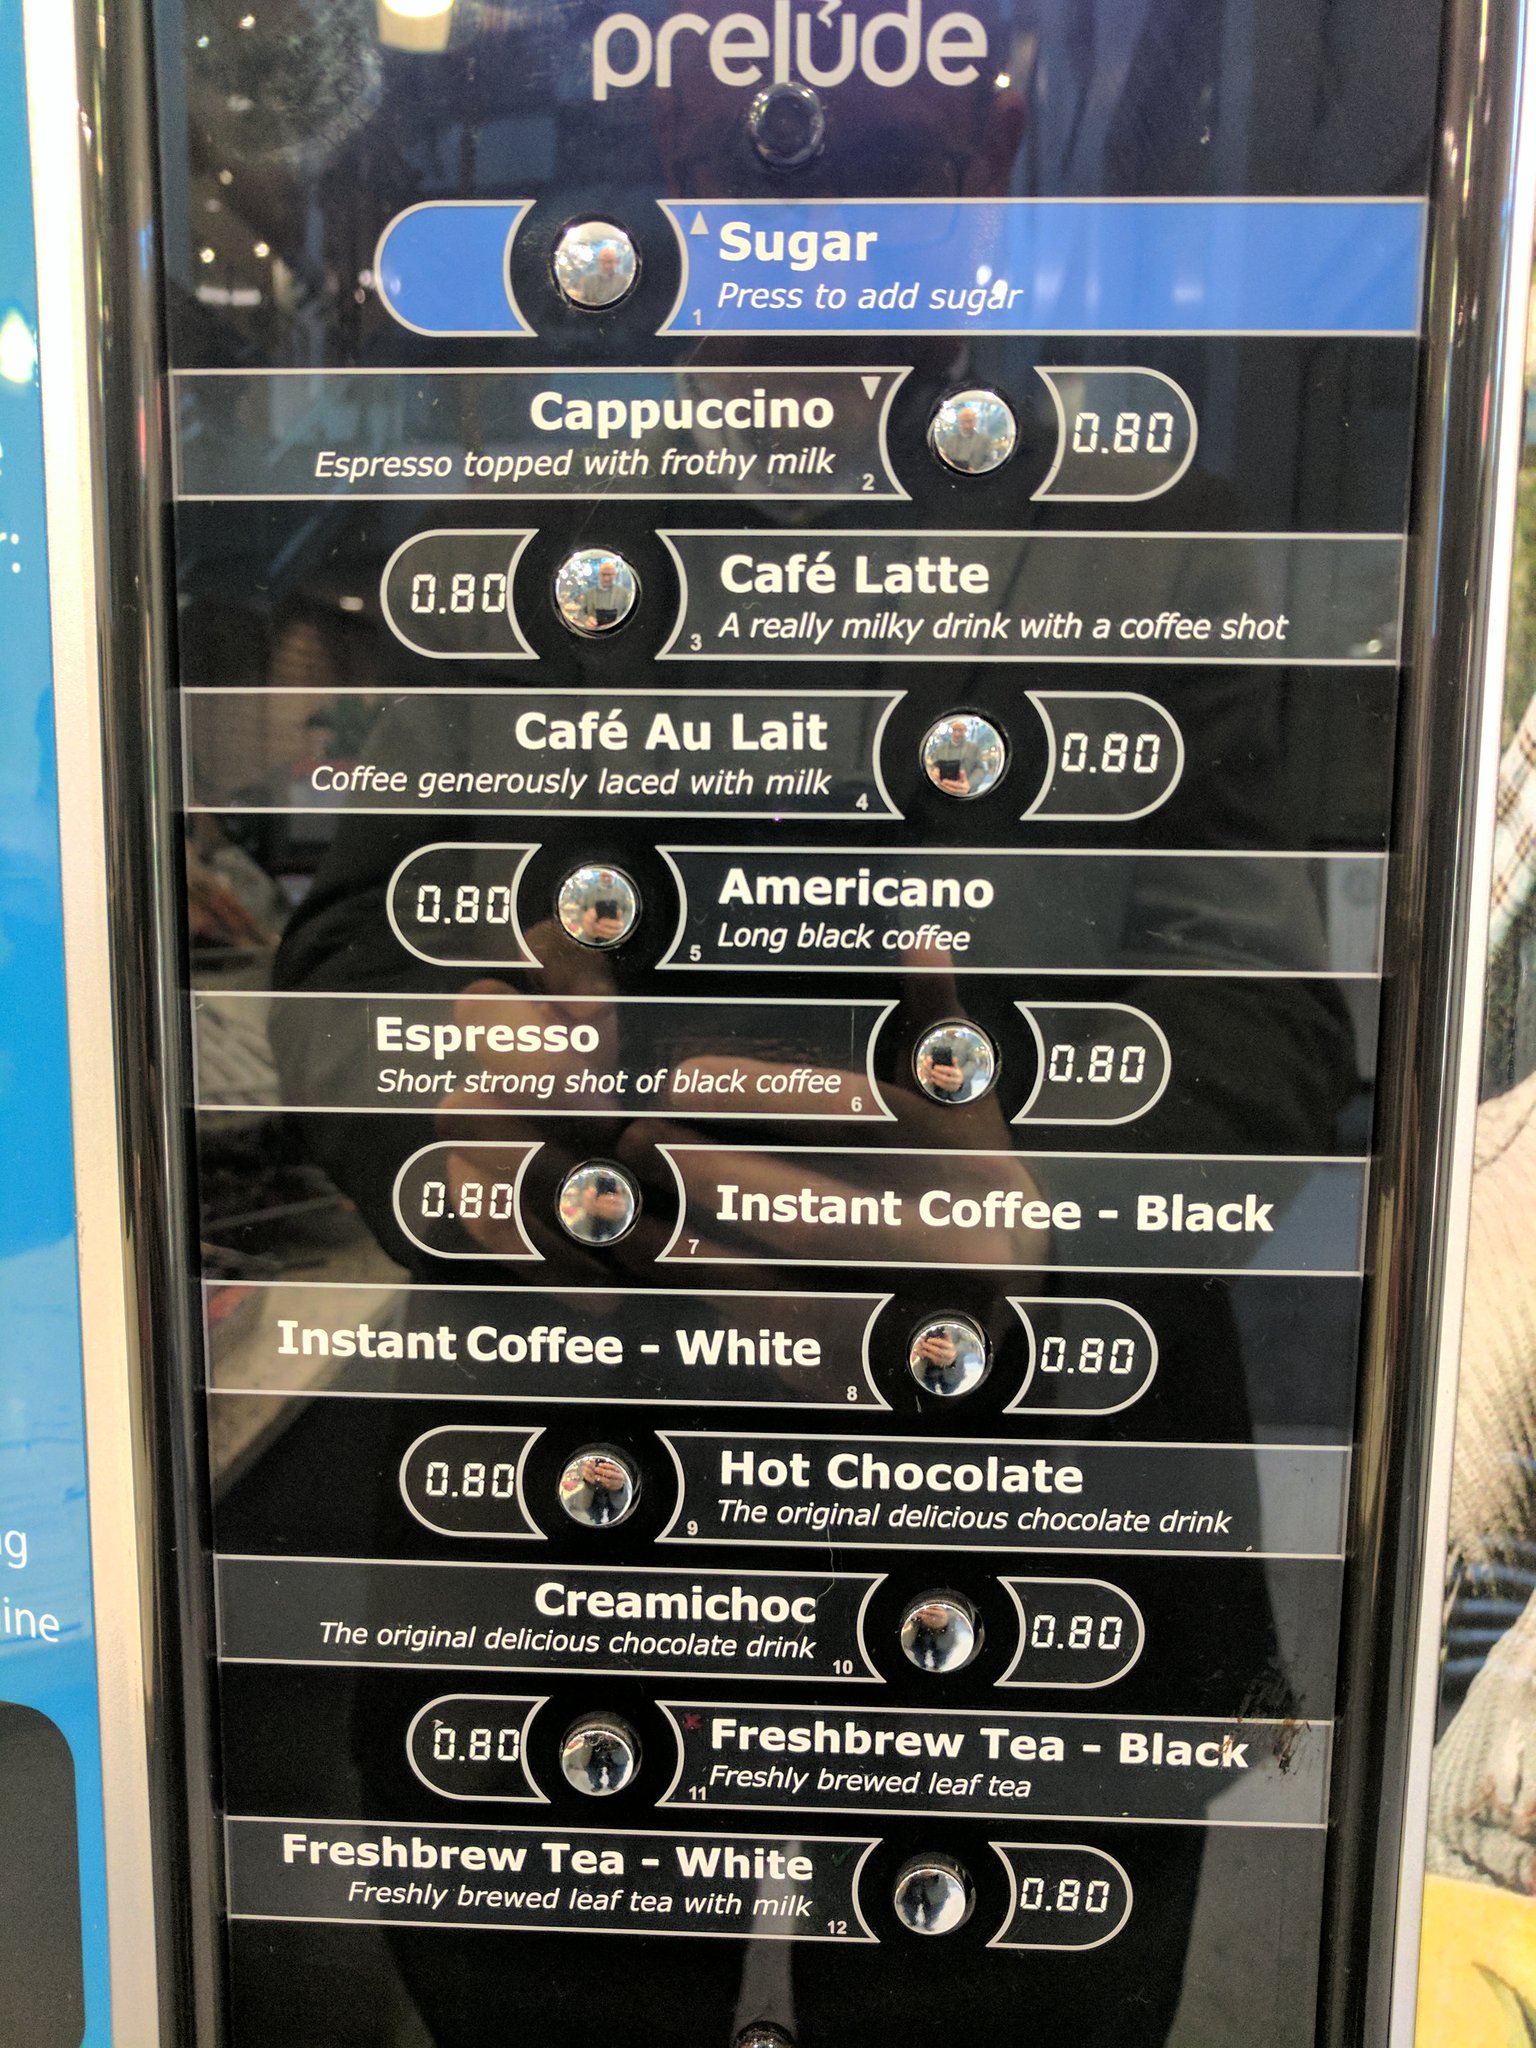 prelude
Sugar
Press to add sugar
1
Cappuccino
Espresso topped with frothy milk
2
0.80
0.80
3
Café Latte
A really milky drink with a coffee shot
Café Au Lait
Coffee generously laced with milk
4
0.80
0.80
5
Americano
Long black coffee
Espresso
Short strong shot of black coffee
6
0.80
0.80
7
Instant Coffee - Black
Instant Coffee - White
8
0.80
0.80
9
Hot Chocolate
The original delicious chocolate drink
Creamichoc
The original delicious chocolate drink
10
0.80
0.80
11
Freshbrew Tea - Black
Freshly brewed leaf tea
Freshbrew Tea - White
Freshly brewed leaf tea with milk
12
0.80